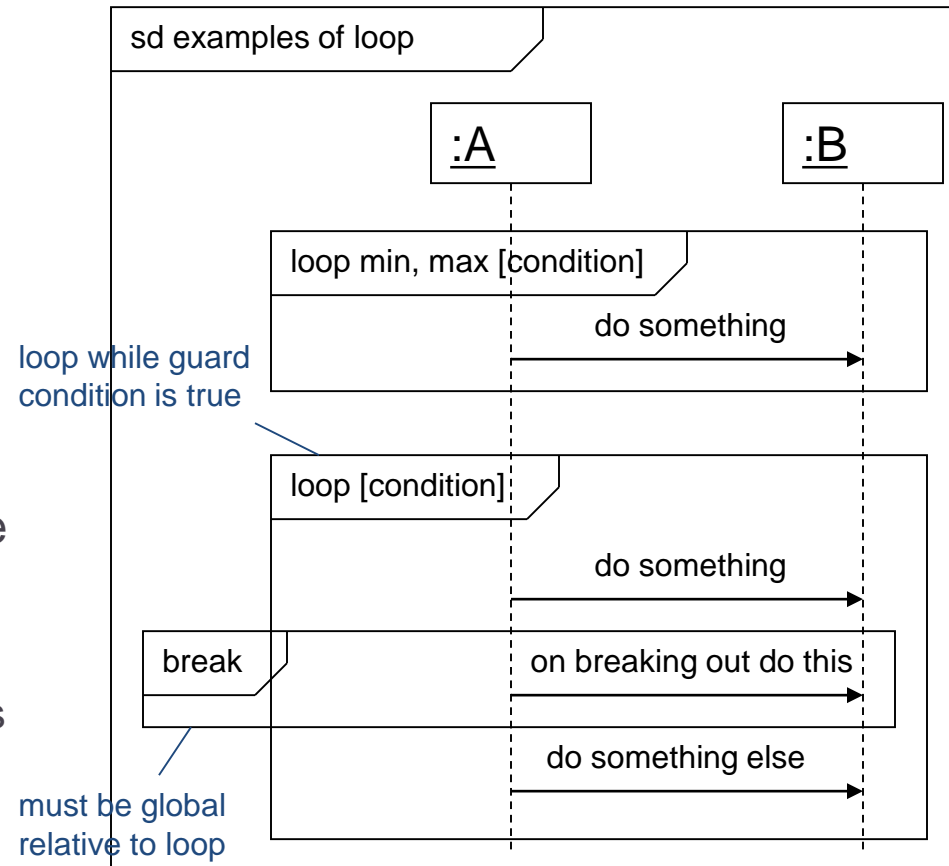 sd examples of loop
:A
:B
loop min, max [condition]
do something
loop while guard
condition is true
loop [condition]
e
do something
break
on breaking out do this
s
do something else
must be global
relative to loop